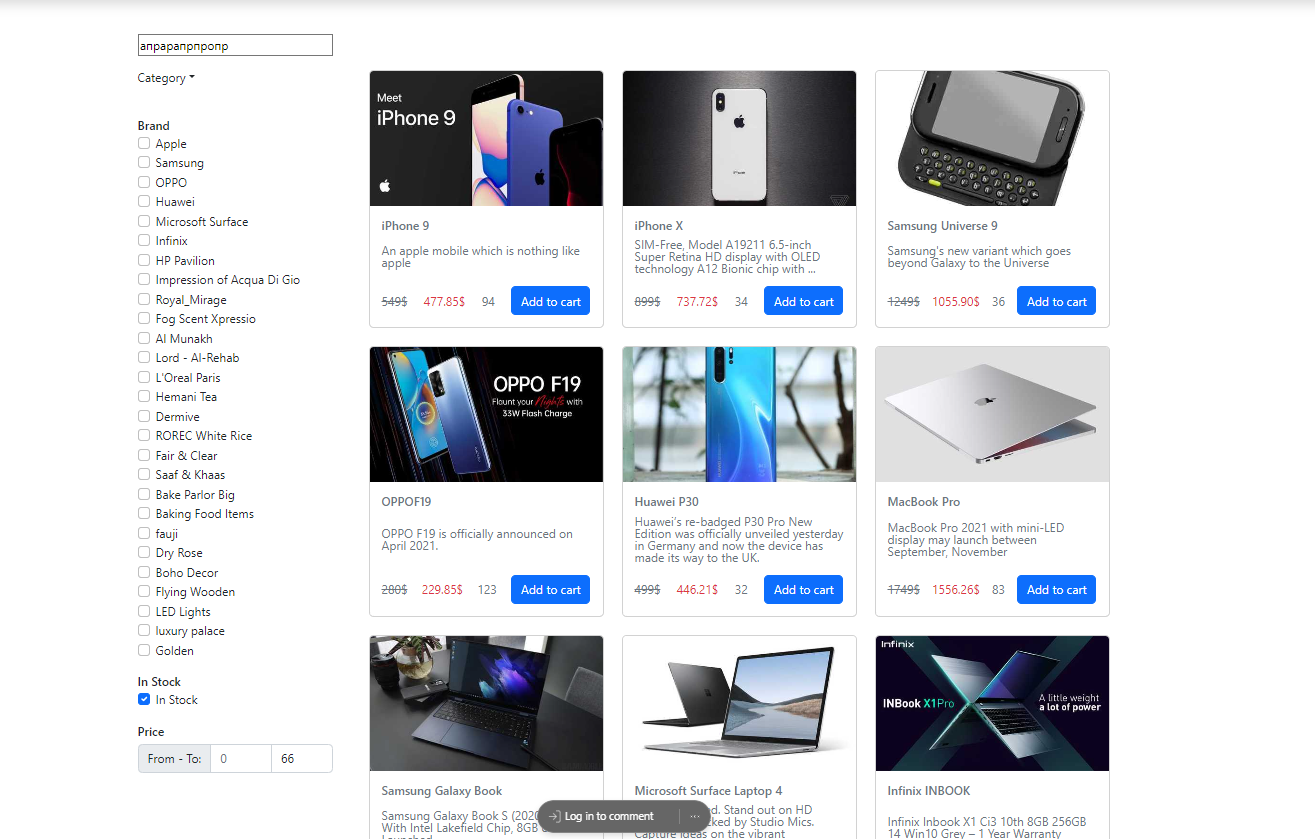 апрарапрпропр
Category
Brand
Apple
Samsung
OPPO
Huawei
Microsoft Surface
Infinix
HP Pavilion
Impression of Acqua Di Gio
Royal_Mirage
Fog Scent Xpressio
Al Munakh
Lord - Al-Rehab
L'Oreal Paris
Hemani Tea
Dermive
ROREC White Rice
Fair & Clear
Saaf & Khaas
Bake Parlor Big
Baking Food Items
fauji
Dry Rose
Boho Decor
Flying Wooden
LED Lights
luxury palace
Golden
In Stock
In Stock
Price
From - To: 0 66
Meet
iPhone 9
iPhone 9
An apple mobile which is nothing like
apple
549$ 477.85$ 94 Add to cart
iPhone
iPhone X
SIM-Free, Model A19211 6.5-inch
Super Retina HD display with OLED
technology A12 Bionic chip with ...
899$ 737.72$ 34 Add to cart
Samsung Universe 9
Samsung's new variant which goes
beyond Galaxy to the Universe
1249$ 1055.90$ 36 Add to cart
OPPO F19
Flaunt your Nights with
33W Flash Charge
OPPOF19
OPPO F19 is officially announced on
April 2021.
280$ 229.85$ 123 Add to cart
Huawei P30
Huawei's re-badged P30 Pro New
Edition was officially unveiled yesterday
in Germany and now the device has
made its way to the UK.
499$ 446.21$ 32 Add to cart
MacBook Pro
MacBook Pro 2021 with mini-LED
display may launch between
September, November
1749$ 1556.26$ 83 Add to cart
Samsung Galaxy Book
Samsung Galaxy Book S (2020
With Intel Lakefield Chip, 8GB
Microsoft Surface Laptop 4
d. Stand out on HD
cked by Studio Mics.
Capture ideas on the vibrant
Infinix
INBook X1Pro
A little weight
a lot of power
Infinix INBOOK
Infinix Inbook X1 Ci3 10th 8GB 256GB
14 Win10 Grey – 1 Year Warranty
Log in to comment ...